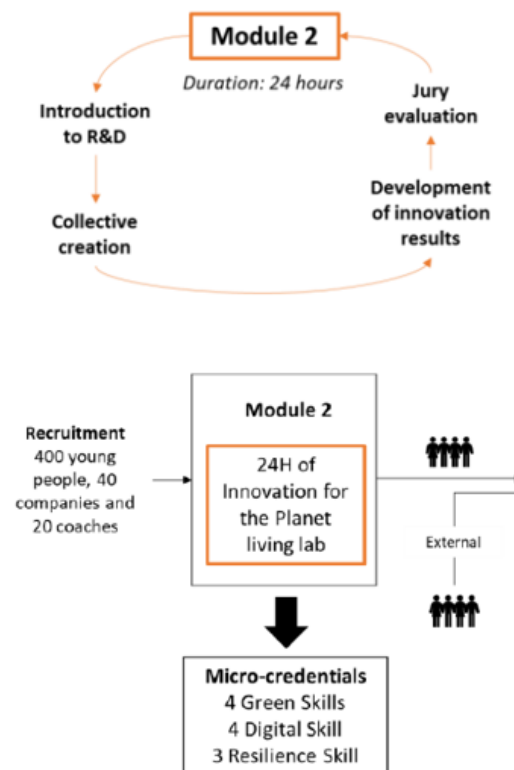 Module 2
Duration: 24 hours
Introduction
to R&D
Collective
creation
Development
of innovation
results
Jury
evaluation
Recruitment
400 young
people, 40
companies and
20 coaches
Module 2
24H of
Innovation for
the Planet
living lab
External
Micro-credentials
4 Green Skills
4 Digital Skill
3 Resilience Skill